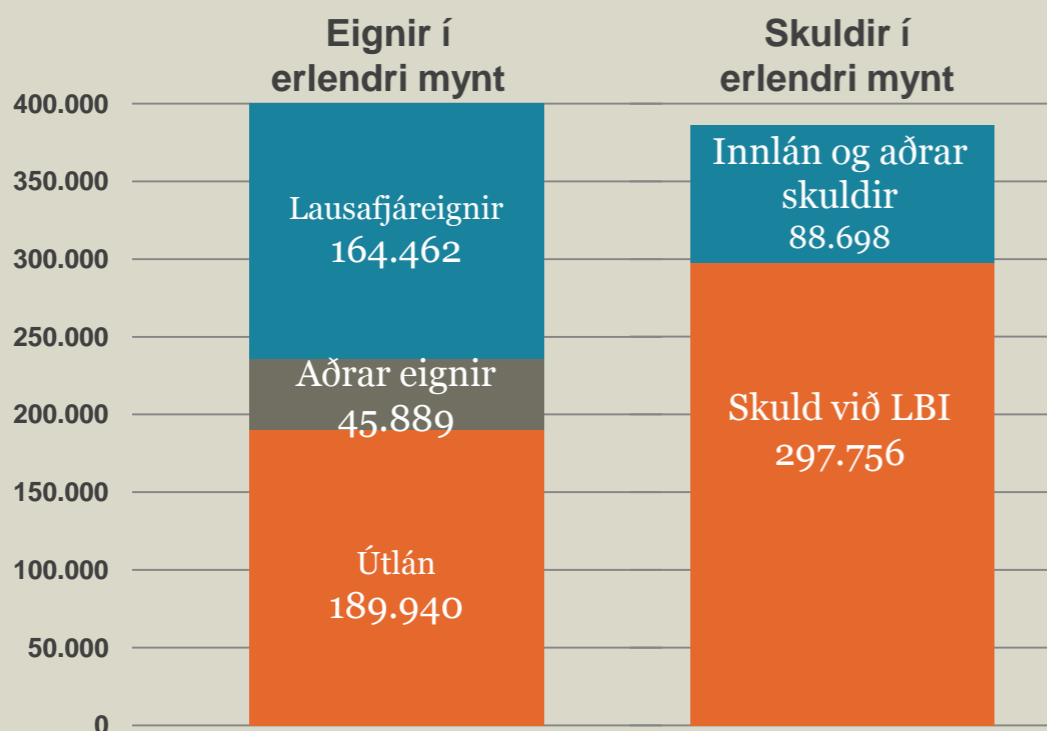 Eignir í
erlendri mynt
Skuldir í
erlendri mynt
400.000
350.000
300.000
250.000
200.000
150.000
100.000
50.000
0
Lausafjáreignir
164.462
Aðrar eignir
45.889
Útlán
189.940
Innlán og aðrar
skuldir
88.698
Skuld við LBI
297.756